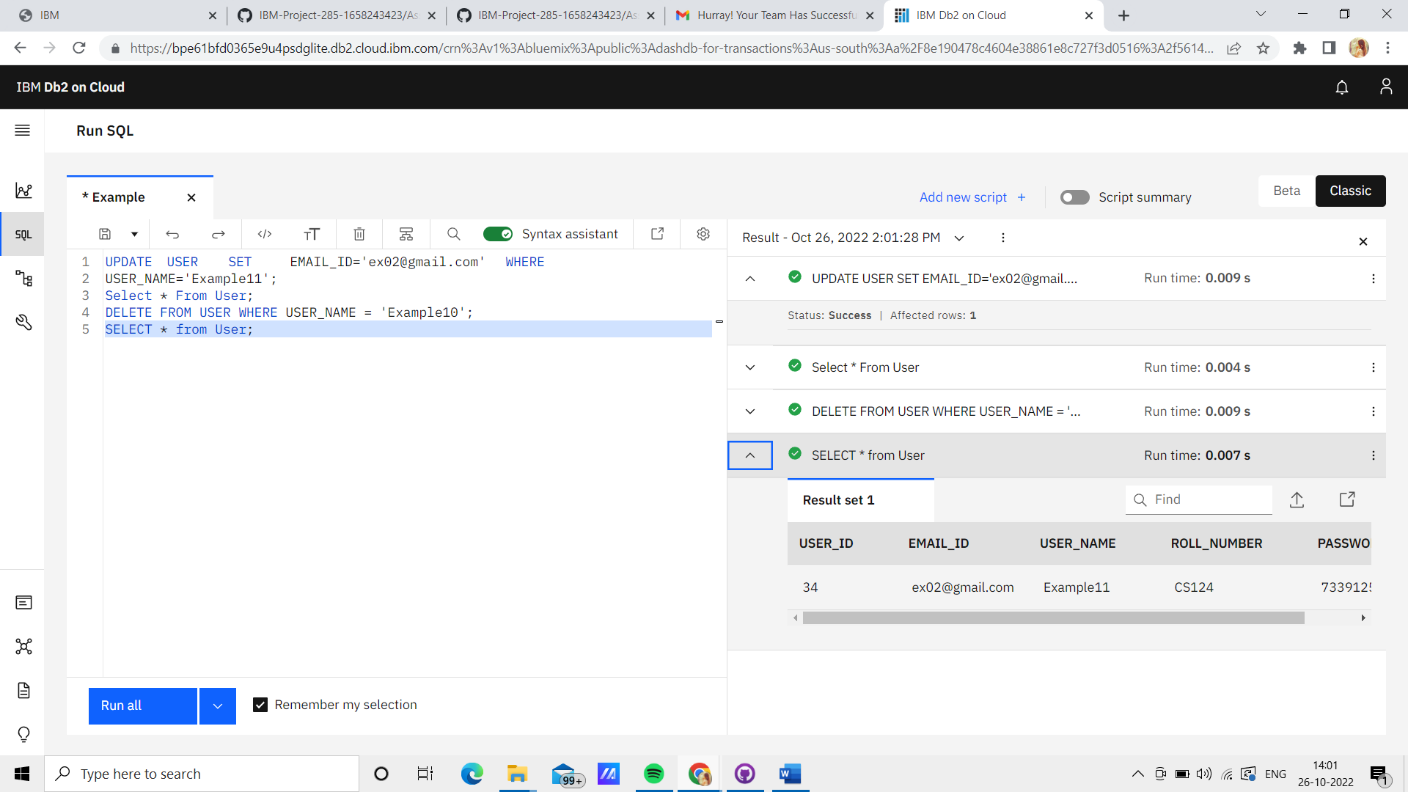 IBM
IBM-Project-285-1658243423/As
IBM-Project-285-1658243423/As
Hurray! Your Team Has Successfu
IBM Db2 on Cloud
https://bpe61bfd0365e9u4psdglite.db2.cloud.ibm.com/crn%3Av1%3Abluemix%3Apublic%3Adashdb-for-transactions%3Aus-south%3Aa%2F8e190478c4604e38861e8c727f3d0516%3A2f5614...
IBM Db2 on Cloud
Run SQL
SQL
* Example
Add new script +
Script summary
Beta
Classic
Syntax assistant
Result - Oct 26, 2022 2:01:28 PM
1 UPDATE USER SET EMAIL_ID='ex02@gmail.com' WHERE
2 USER_NAME='Example11';
3 Select * From User;
4 DELETE FROM USER WHERE USER_NAME = 'Example10';
5 SELECT * from User;
UPDATE USER SET EMAIL_ID='ex02@gmail.... Run time: 0.009 s
Status: Success | Affected rows: 1
Select * From User Run time: 0.004 s
DELETE FROM USER WHERE USER_NAME = '... Run time: 0.009 s
SELECT * from User Run time: 0.007 s
Result set 1
Find
USER_ID EMAIL_ID USER_NAME ROLL_NUMBER PASSWO
34 ex02@gmail.com Example11 CS124 733912
Run all
Remember my selection
Type here to search
99+
ENG
14:01
26-10-2022
1